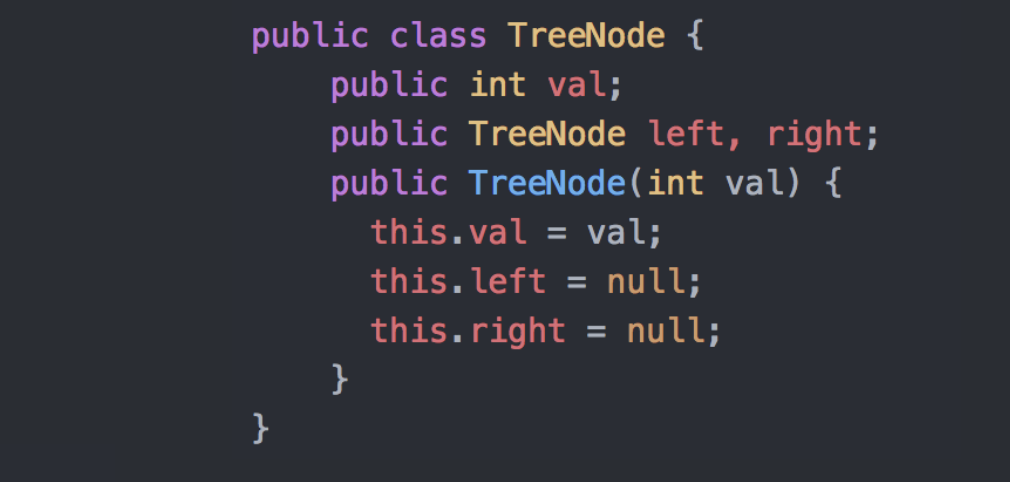 public class TreeNode {
    public int val;
    public TreeNode left, right;
    public TreeNode(int val) {
      this.val = val;
      this.left = null;
      this.right = null;
    }
}